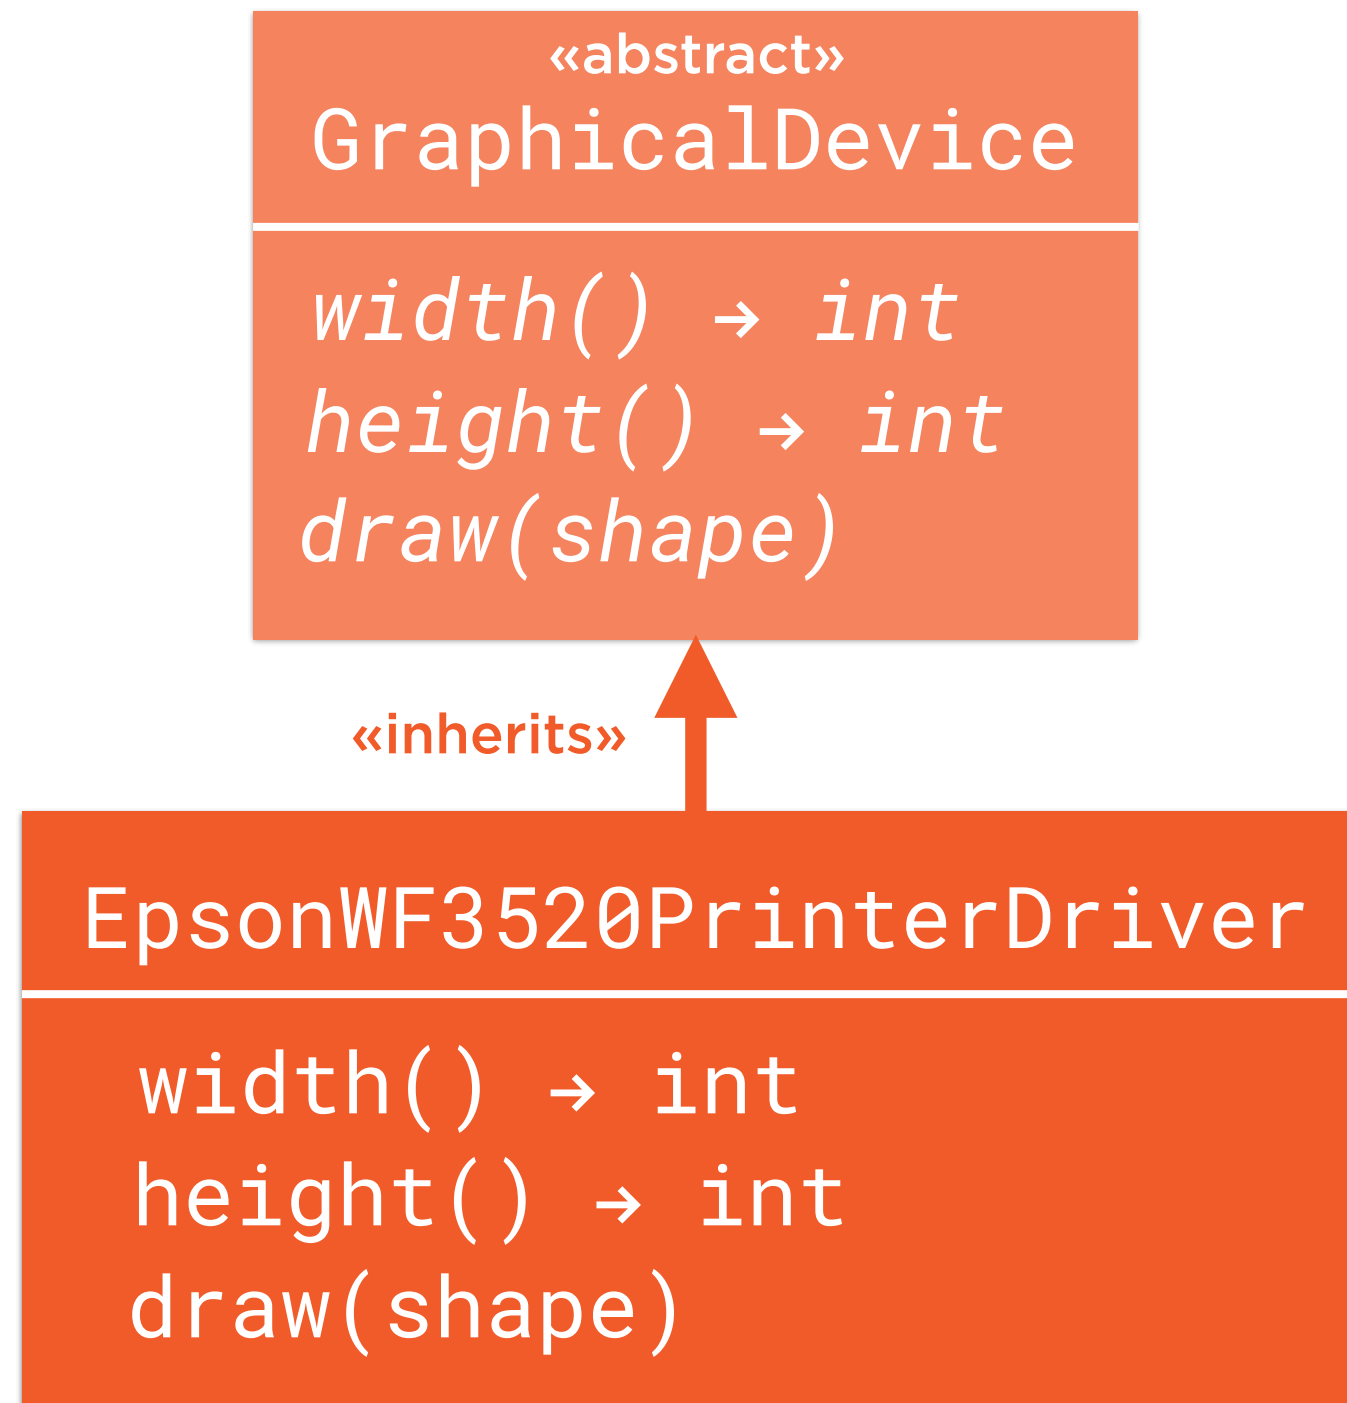 «abstract»
GraphicalDevice
width() → int
height() → int
draw(shape)
«inherits»
EpsonWF3520PrinterDriver
width() → int
height() → int
draw(shape)